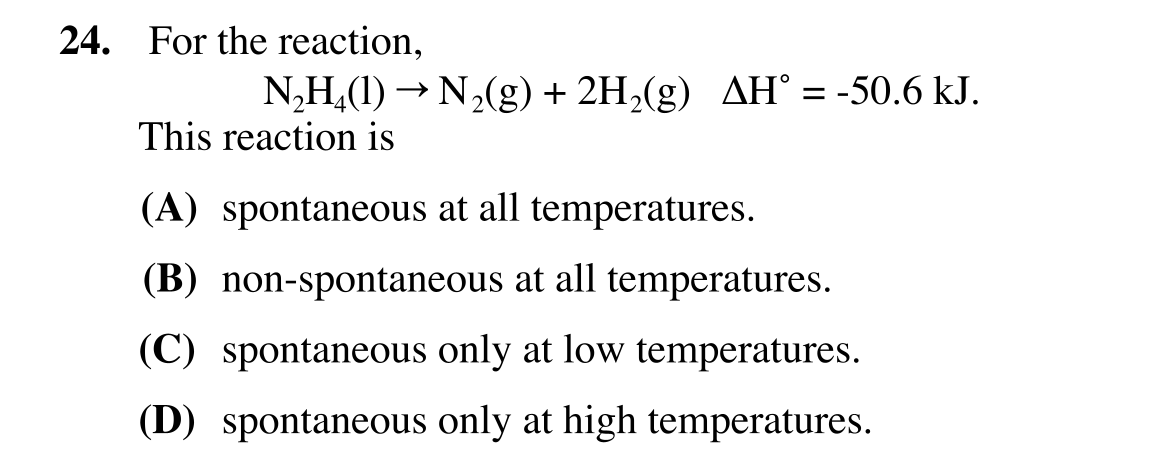 24. For the reaction,
N₂H₄(l) → N₂(g) + 2H₂(g) ΔH° = -50.6 kJ.
This reaction is
(A) spontaneous at all temperatures.
(B) non-spontaneous at all temperatures.
(C) spontaneous only at low temperatures.
(D) spontaneous only at high temperatures.